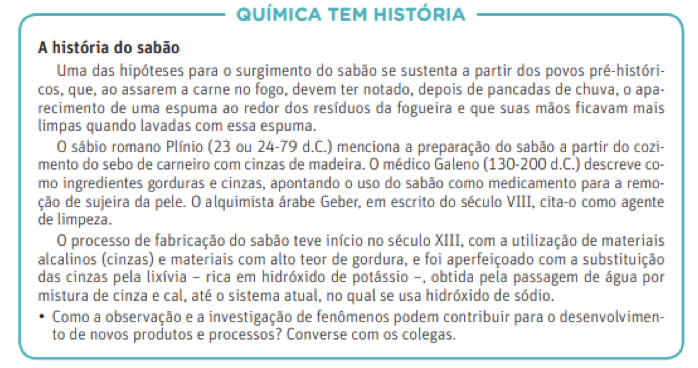 QUÍMICA TEM HISTÓRIA
A história do sabão
Uma das hipóteses para o surgimento do sabão se sustenta a partir dos povos pré-históri-
cos, que, ao assarem a carne no fogo, devem ter notado, depois de pancadas de chuva, o apa-
recimento de uma espuma ao redor dos resíduos da fogueira e que suas mãos ficavam mais
limpas quando lavadas com essa espuma.
O sábio romano Plínio (23 ou 24-79 d.C.) menciona a preparação do sabão a partir do cozi-
mento do sebo de carneiro com cinzas de madeira. O médico Galeno (130-200 d.C.) descreve co-
mo ingredientes gorduras e cinzas, apontando o uso do sabão como medicamento para a remo-
ção de sujeira da pele. O alquimista árabe Geber, em escrito do século VIII, cita-o como agente
de limpeza.
O processo de fabricação do sabão teve início no século XIII, com a utilização de materiais
alcalinos (cinzas) e materiais com alto teor de gordura, e foi aperfeiçoado com a substituição
das cinzas pela lixívia – rica em hidróxido de potássio –, obtida pela passagem de água por
mistura de cinza e cal, até o sistema atual, no qual se usa hidróxido de sódio.
• Como a observação e a investigação de fenômenos podem contribuir para o desenvolvimen-
to de novos produtos e processos? Converse com os colegas.